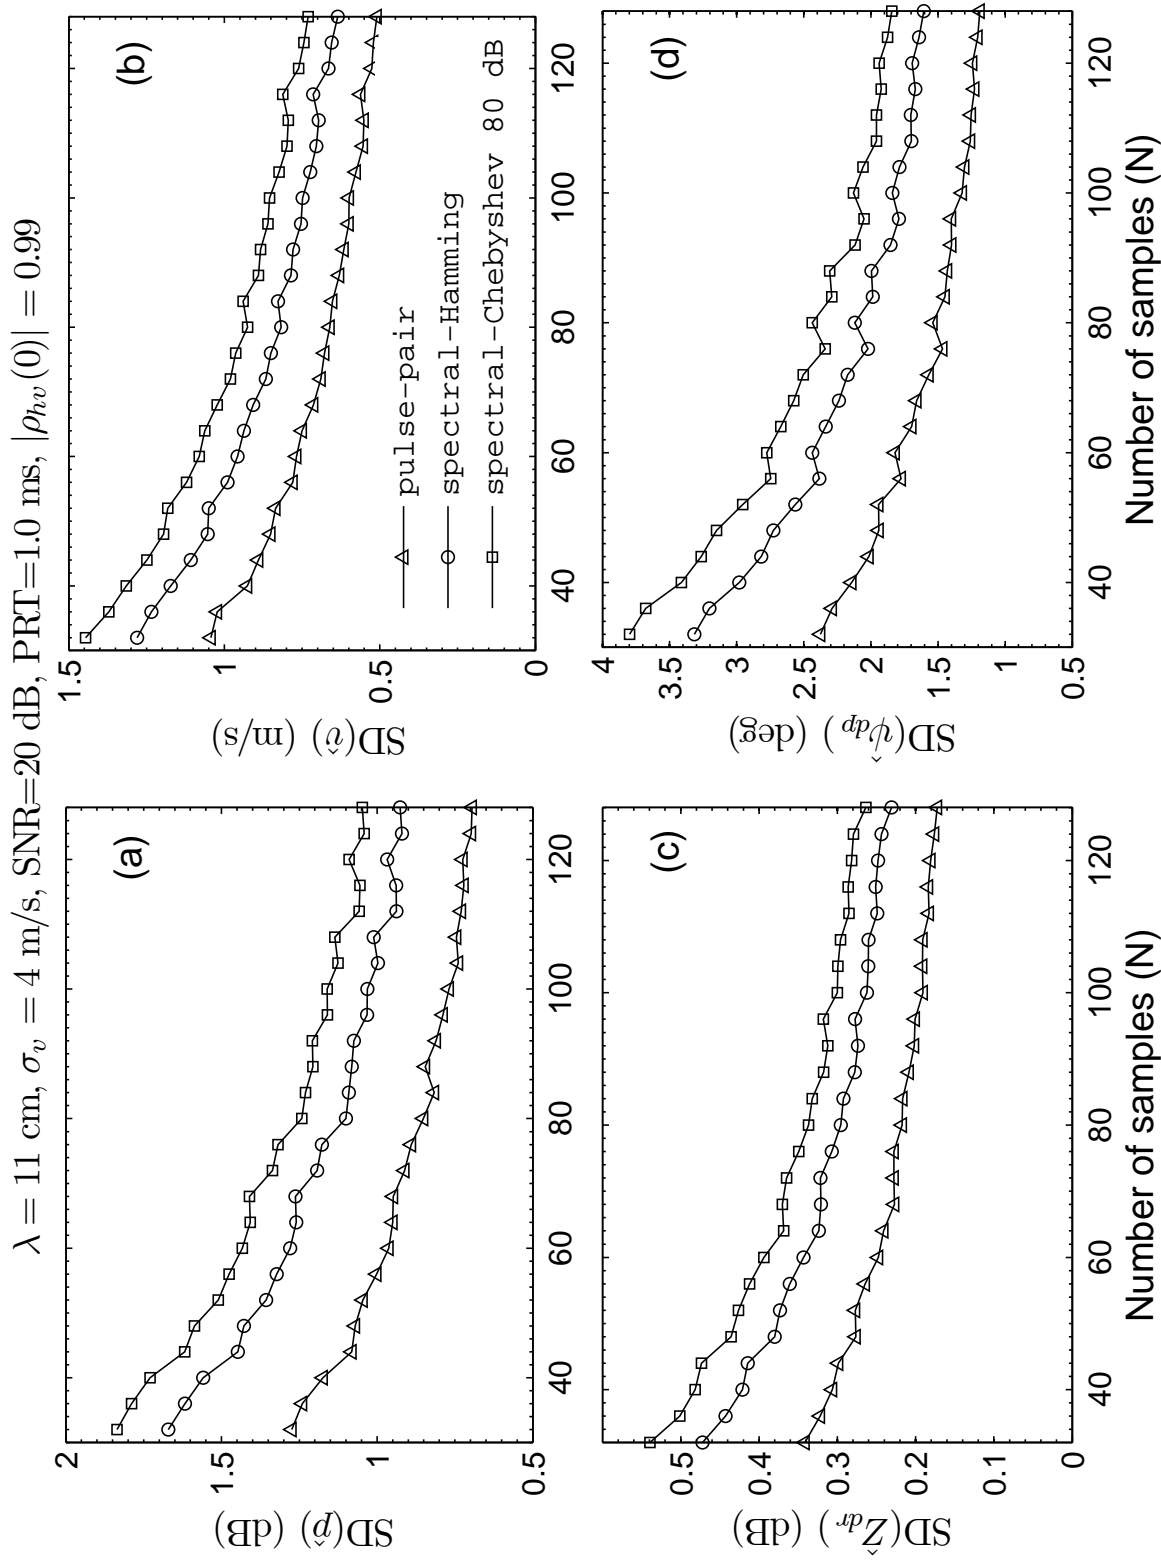 λ = 11 cm, σv = 4 m/s, SNR=20 dB, PRT=1.0 ms, |ρhv(0)| = 0.99
(a)
SD(p̂) (dB)
2
1.5
1
0.5
40 60 80 100 120
(b)
SD(v̂) (m/s)
1.5
1
0.5
0
40 60 80 100 120
pulse-pair
spectral-Hamming
spectral-Chebyshev 80 dB
(c)
SD(Ẑdr) (dB)
0.5
0.4
0.3
0.2
0.1
0
40 60 80 100 120
Number of samples (N)
(d)
SD(ψ̂dp) (deg)
4
3.5
3
2.5
2
1.5
1
0.5
40 60 80 100 120
Number of samples (N)